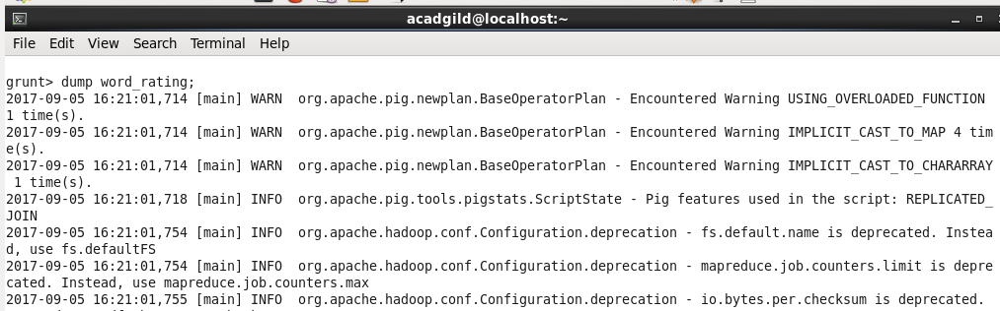 acadgild@localhost:~
File Edit View Search Terminal Help
grunt> dump word_rating;
2017-09-05 16:21:01,714 [main] WARN  org.apache.pig.newplan.BaseOperatorPlan - Encountered Warning USING_OVERLOADED_FUNCTION
1 time(s).
2017-09-05 16:21:01,714 [main] WARN  org.apache.pig.newplan.BaseOperatorPlan - Encountered Warning IMPLICIT_CAST_TO_MAP 4 tim
e(s).
2017-09-05 16:21:01,714 [main] WARN  org.apache.pig.newplan.BaseOperatorPlan - Encountered Warning IMPLICIT_CAST_TO_CHARARRAY
 1 time(s).
2017-09-05 16:21:01,718 [main] INFO  org.apache.pig.tools.pigstats.ScriptState - Pig features used in the script: REPLICATED_
JOIN
2017-09-05 16:21:01,754 [main] INFO  org.apache.hadoop.conf.Configuration.deprecation - fs.default.name is deprecated. Instea
d, use fs.defaultFS
2017-09-05 16:21:01,754 [main] INFO  org.apache.hadoop.conf.Configuration.deprecation - mapreduce.job.counters.limit is depre
cated. Instead, use mapreduce.job.counters.max
2017-09-05 16:21:01,755 [main] INFO  org.apache.hadoop.conf.Configuration.deprecation - io.bytes.per.checksum is deprecated.